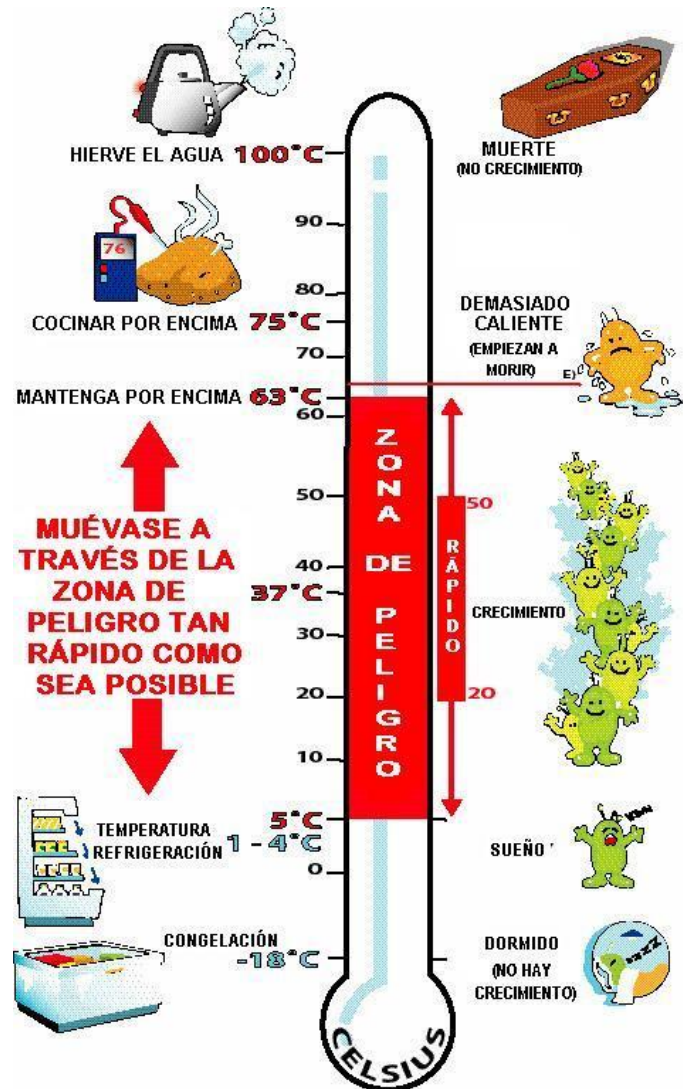 HIERVE EL AGUA 100°C
MUERTE
(NO CRECIMIENTO)
90
76
80
COCINAR POR ENCIMA 75°C
DEMASIADO
CALIENTE
(EMPIEZAN A
MORIR)
E)
70
MANTENGA POR ENCIMA 63°C
60
ZONA DE PELIGRO
50
50
RÁPIDO
MUÉVASE A
TRAVÉS DE LA
ZONA DE
PELIGRO TAN
RÁPIDO COMO
SEA POSIBLE
40
37°C
CRECIMIENTO
30
20
20
10
5°C
TEMPERATURA
REFRIGERACIÓN 1 - 4°C
0
SUEÑO '
CONGELACIÓN
-18°C
DORMIDO
(NO HAY
CRECIMIENTO)
ZZZZ
CELSIUS